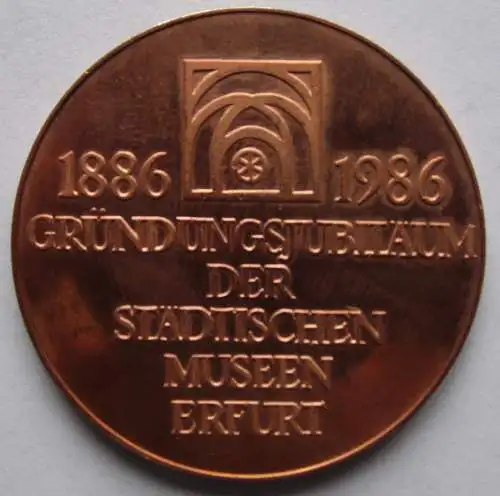 1886 1986
GRÜNDUNGSJUBILÄUM
DER
STÄDTISCHEN
MUSEEN
ERFURT